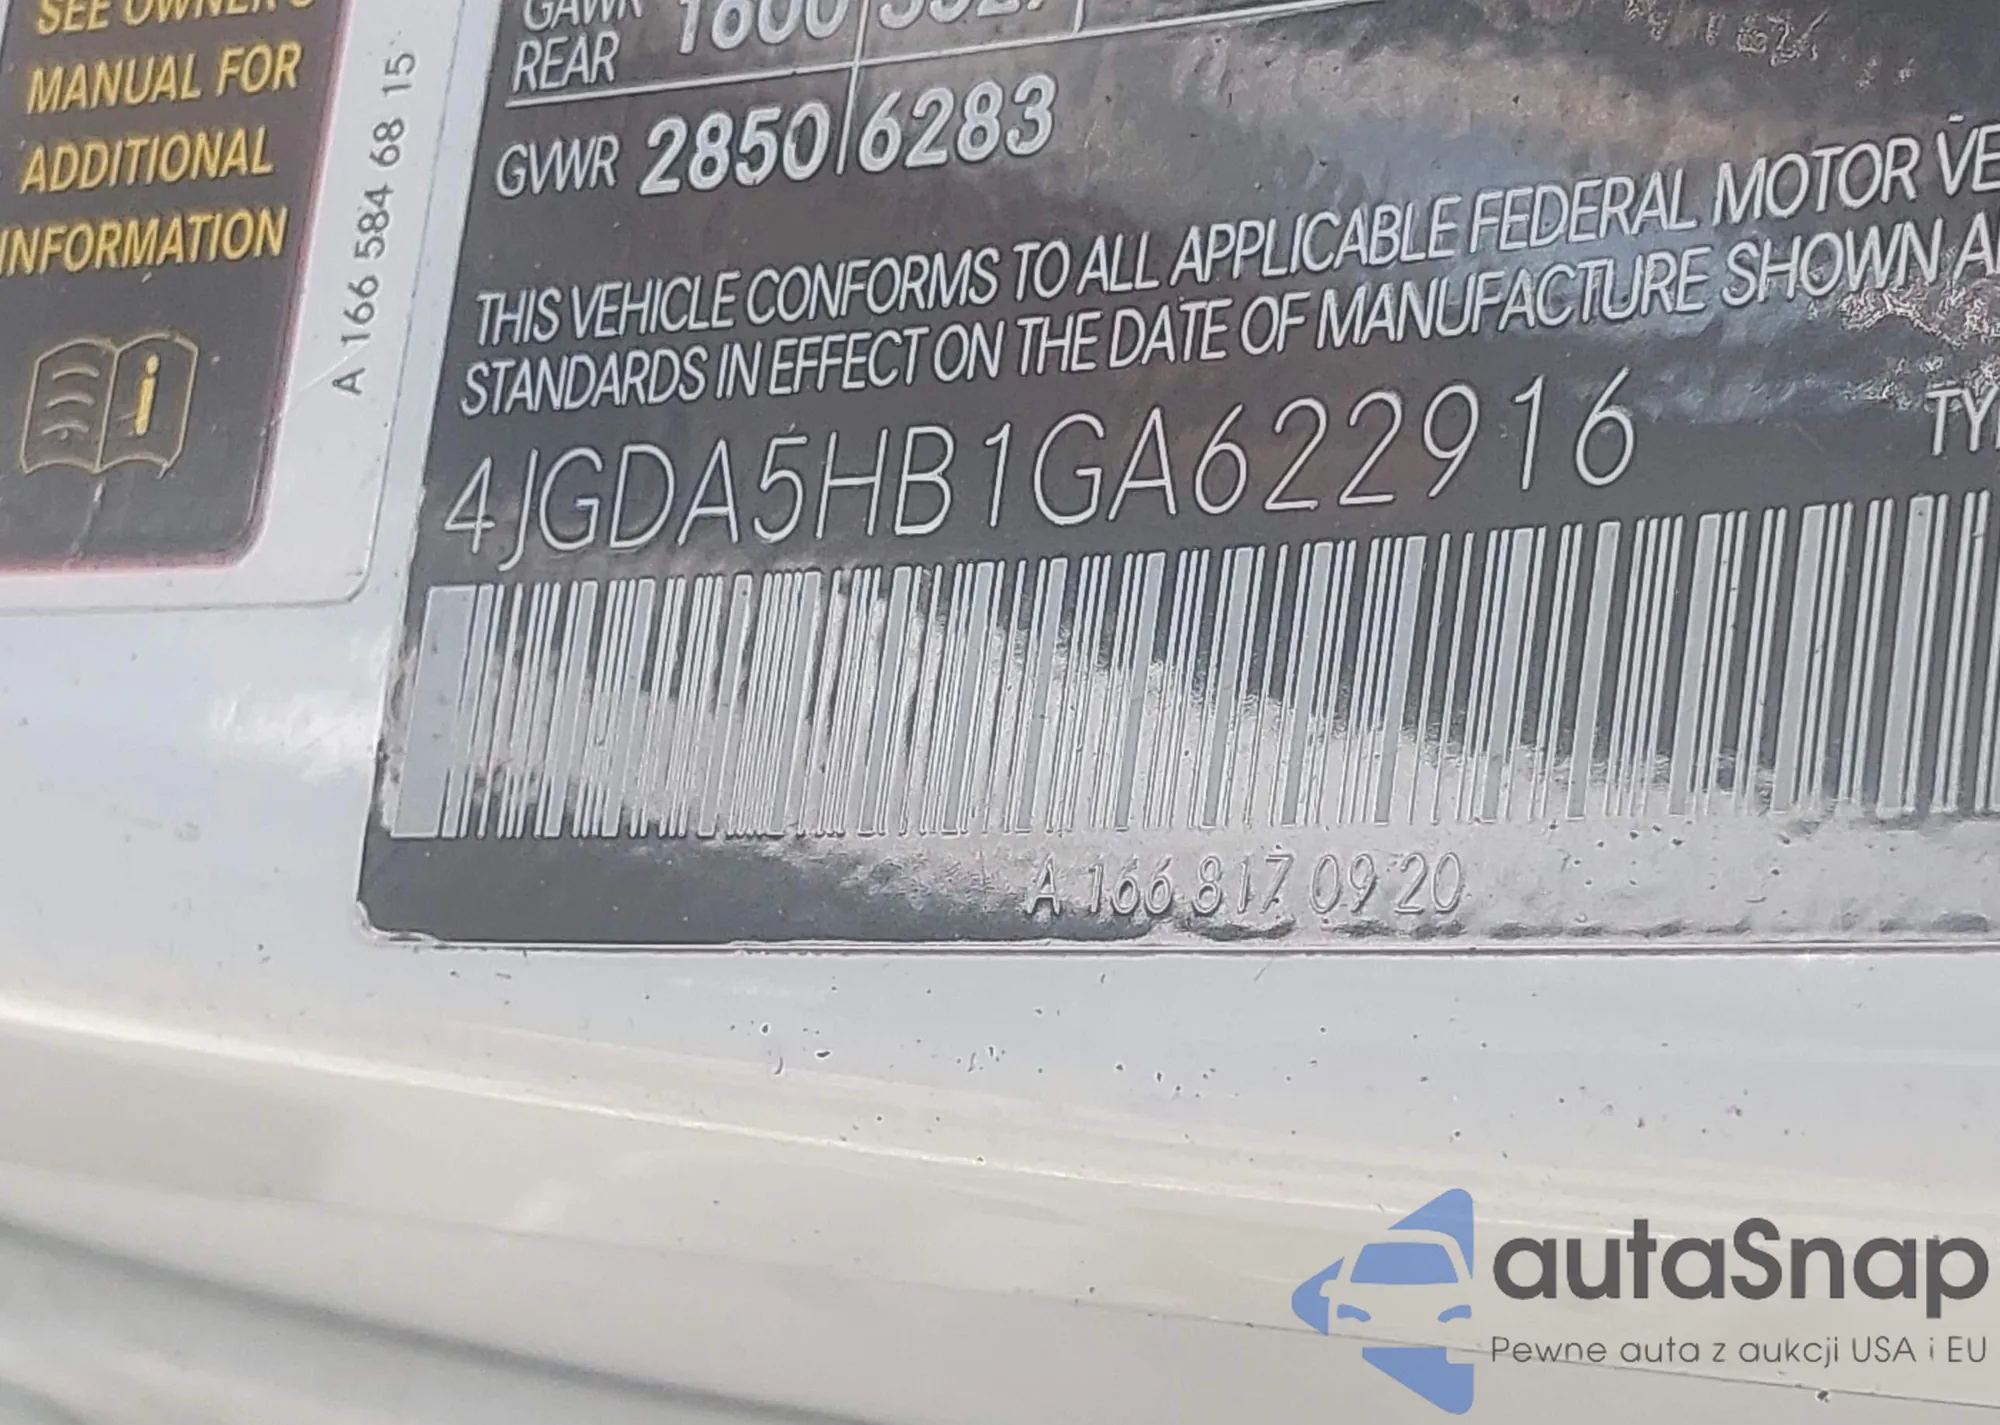 SEE OWNER'S
MANUAL FOR
ADDITIONAL
INFORMATION
A 166 584 68 15
GAWR
REAR 1600
GVWR 2850 6283
THIS VEHICLE CONFORMS TO ALL APPLICABLE FEDERAL MOTOR VE
STANDARDS IN EFFECT ON THE DATE OF MANUFACTURE SHOWN A
4JGDA5HB1GA622916
TY
A 166 817 09 20
autaSnap
Pewne auta z aukcji USA i EU